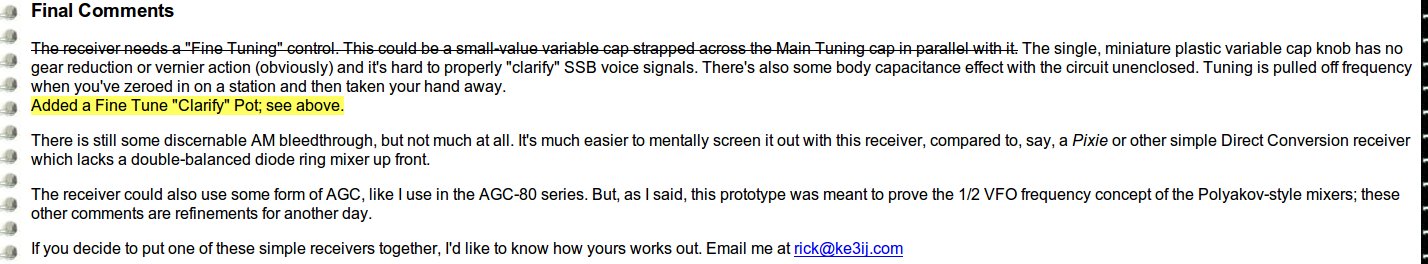 Final Comments
The receiver needs a "Fine Tuning" control. This could be a small-value variable cap strapped across the Main Tuning cap in parallel with it. The single, miniature plastic variable cap knob has no
gear reduction or vernier action (obviously) and it's hard to properly "clarify" SSB voice signals. There's also some body capacitance effect with the circuit unenclosed. Tuning is pulled off frequency
when you've zeroed in on a station and then taken your hand away.
Added a Fine Tune "Clarify" Pot; see above.
There is still some discernable AM bleedthrough, but not much at all. It's much easier to mentally screen it out with this receiver, compared to, say, a Pixie or other simple Direct Conversion receiver
which lacks a double-balanced diode ring mixer up front.
The receiver could also use some form of AGC, like I use in the AGC-80 series. But, as I said, this prototype was meant to prove the 1/2 VFO frequency concept of the Polyakov-style mixers; these
other comments are refinements for another day.
If you decide to put one of these simple receivers together, I'd like to know how yours works out. Email me at rick@ke3ij.com